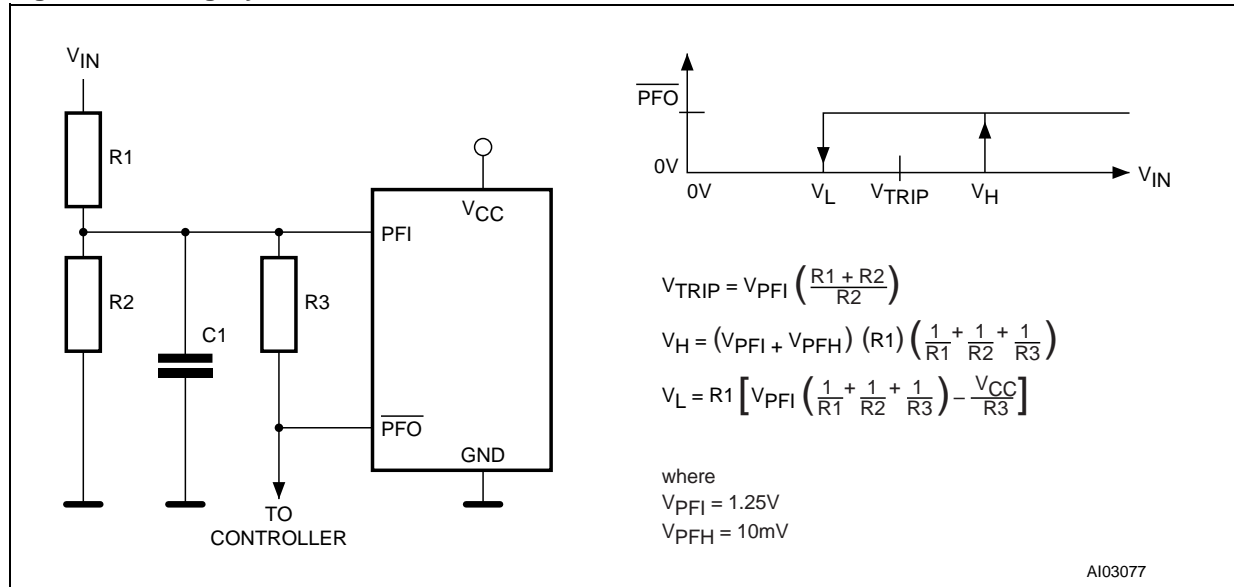 V_IN
R1
R2
C1
R3
V_CC
PFI
P̅F̅O̅
GND
TO
CONTROLLER
P̅F̅O̅
0V
0V
V_L
V_TRIP
V_H
V_IN
V_TRIP = V_PFI ( (R1 + R2) / R2 )
V_H = (V_PFI + V_PFH) (R1) ( 1/R1 + 1/R2 + 1/R3 )
V_L = R1 [ V_PFI ( 1/R1 + 1/R2 + 1/R3 ) – V_CC/R3 ]
where
V_PFI = 1.25V
V_PFH = 10mV
AI03077